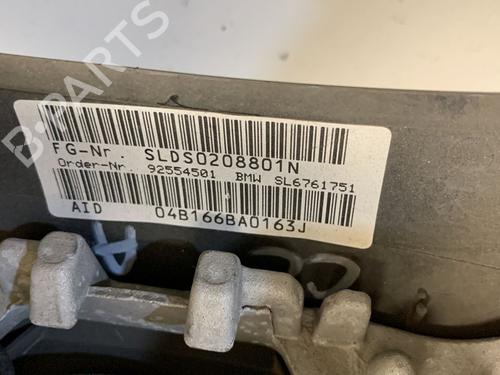 B-PARTS
FG-Nr. SLDS0208801N
Order-Nr. 92554501 BMW SL6761751
AID 04B166BA0163J